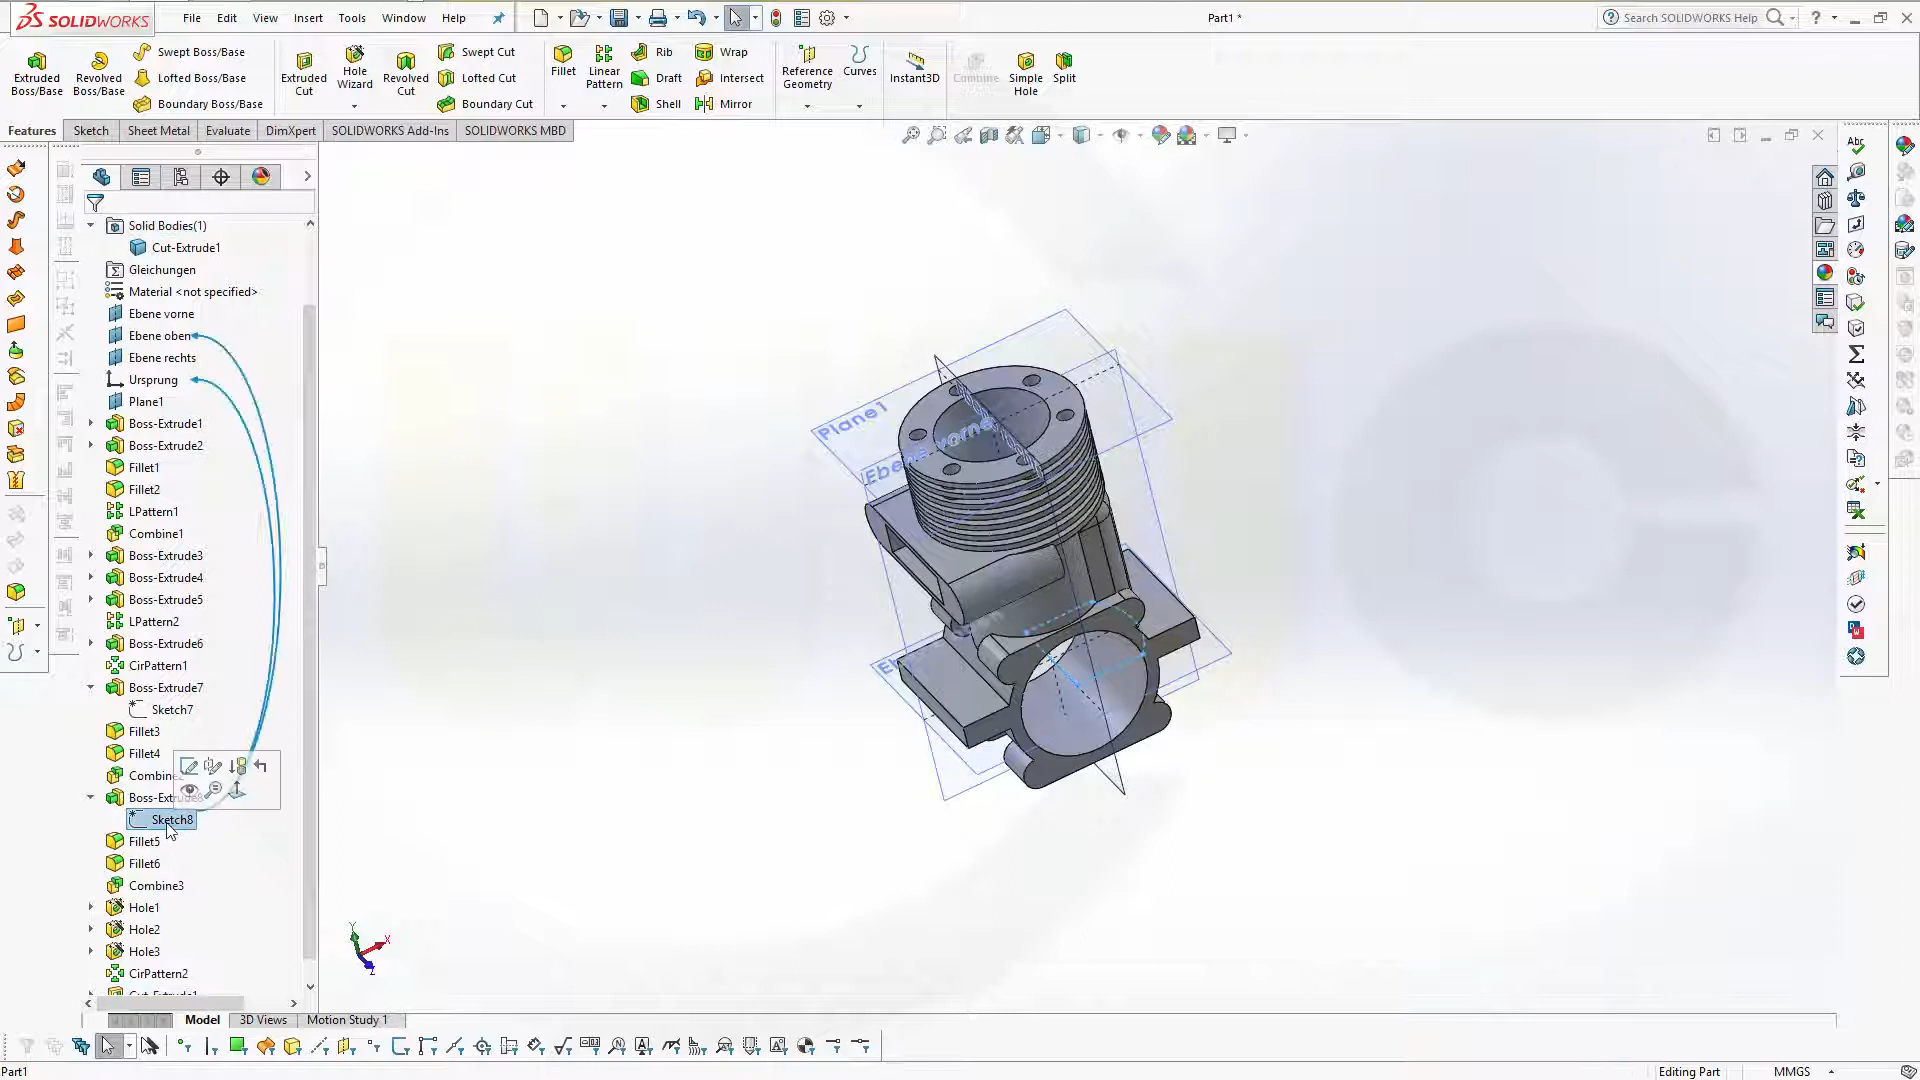 SOLIDWORKS
File Edit View Insert Tools Window Help
Part1 *
Search SOLIDWORKS Help
Extruded Boss/Base
Revolved Boss/Base
Swept Boss/Base
Lofted Boss/Base
Boundary Boss/Base
Extruded Cut
Hole Wizard
Revolved Cut
Swept Cut
Lofted Cut
Boundary Cut
Fillet
Linear Pattern
Rib
Draft
Shell
Wrap
Intersect
Mirror
Reference Geometry
Curves
Instant3D
Combine
Simple Hole
Split
Features Sketch Sheet Metal Evaluate DimXpert SOLIDWORKS Add-Ins SOLIDWORKS MBD
Abc
Solid Bodies(1)
Cut-Extrude1
Gleichungen
Material <not specified>
Ebene vorne
Ebene oben
Ebene rechts
Ursprung
Plane1
Boss-Extrude1
Boss-Extrude2
Fillet1
Fillet2
LPattern1
Combine1
Boss-Extrude3
Boss-Extrude4
Boss-Extrude5
LPattern2
Boss-Extrude6
CirPattern1
Boss-Extrude7
Sketch7
Fillet3
Fillet4
Combine2
Boss-Extrude8
Sketch8
Fillet5
Fillet6
Combine3
Hole1
Hole2
Hole3
CirPattern2
Cut-Extrude1
Plane1
Ebene vorne
Y
X
Z
Model 3D Views Motion Study 1
Part1
Editing Part
MMGS